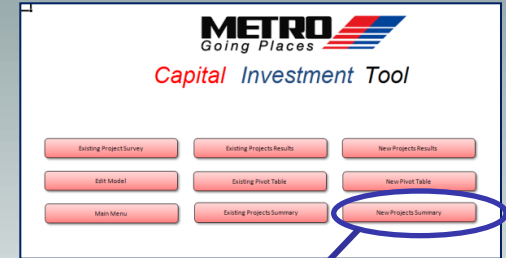 METRO
Going Places
Capital Investment Tool
Existing Project Survey
Existing Projects Results
New Projects Results
Edit Model
Existing Pivot Table
New Pivot Table
Main Menu
Existing Projects Summary
New Projects Summary